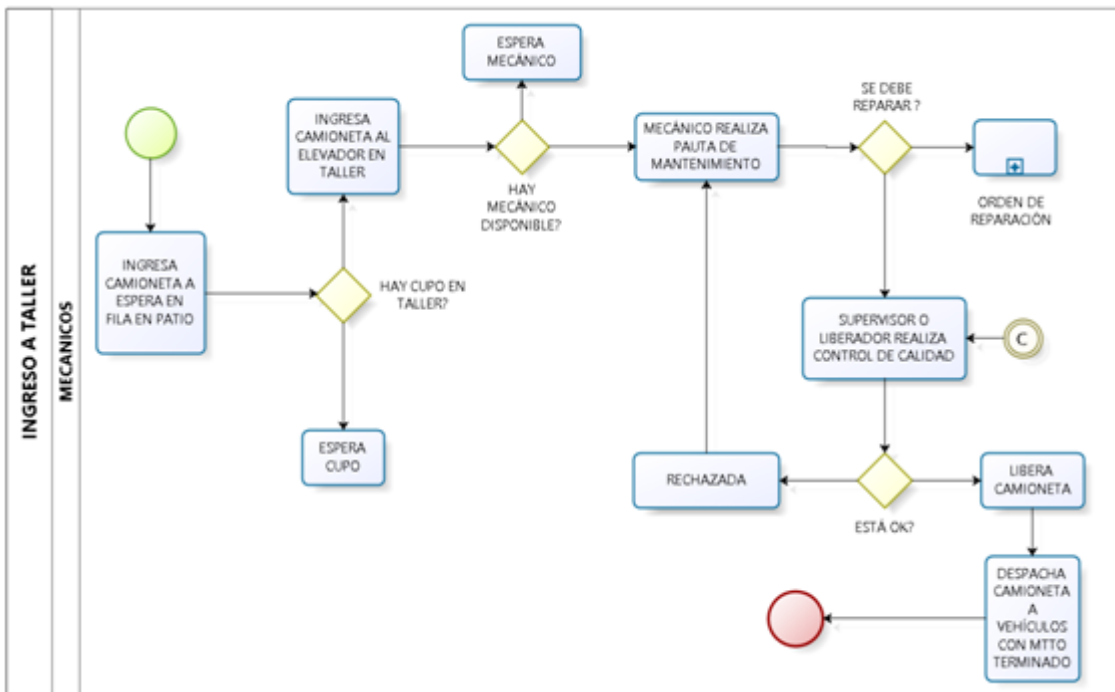 INGRESO A TALLER
MECANICOS
INGRESA
CAMIONETA A
ESPERA EN
FILA EN PATIO
HAY CUPO EN
TALLER?
ESPERA
CUPO
INGRESA
CAMIONETA AL
ELEVADOR EN
TALLER
ESPERA
MECÁNICO
HAY
MECÁNICO
DISPONIBLE?
MECÁNICO REALIZA
PAUTA DE
MANTENIMIENTO
SE DEBE
REPARAR ?
ORDEN DE
REPARACIÓN
SUPERVISOR O
LIBERADOR REALIZA
CONTROL DE CALIDAD
C
RECHAZADA
ESTÁ OK?
LIBERA
CAMIONETA
DESPACHA
CAMIONETA
A
VEHÍCULOS
CON MTTO
TERMINADO